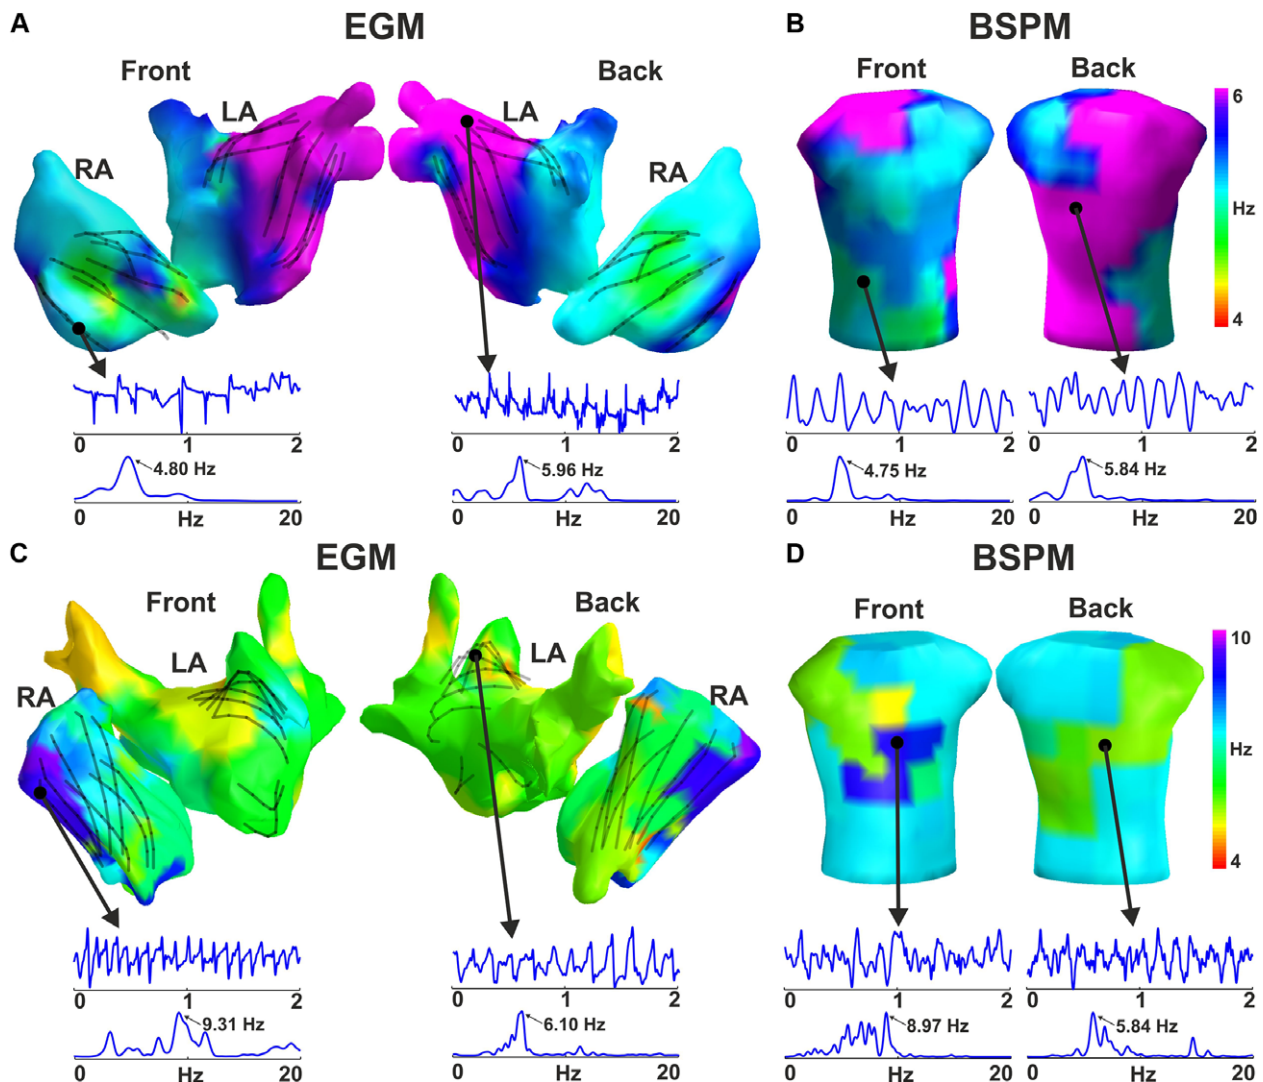 A EGM B BSPM
Front Back Front Back
LA LA
RA RA
6
Hz
4
0 1 2 0 1 2 0 1 2 0 1 2
4.80 Hz 5.96 Hz 4.75 Hz 5.84 Hz
0 Hz 20 0 Hz 20 0 Hz 20 0 Hz 20
C EGM D BSPM
Front Back Front Back
LA LA
RA RA
10
Hz
4
0 1 2 0 1 2 0 1 2 0 1 2
9.31 Hz 6.10 Hz 8.97 Hz 5.84 Hz
0 Hz 20 0 Hz 20 0 Hz 20 0 Hz 20